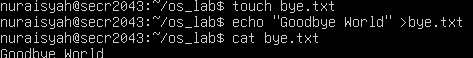 nuraisyah@secr2043:~/os_lab$ touch bye.txt
nuraisyah@secr2043:~/os_lab$ echo "Goodbye World" >bye.txt
nuraisyah@secr2043:~/os_lab$ cat bye.txt
Goodbye World